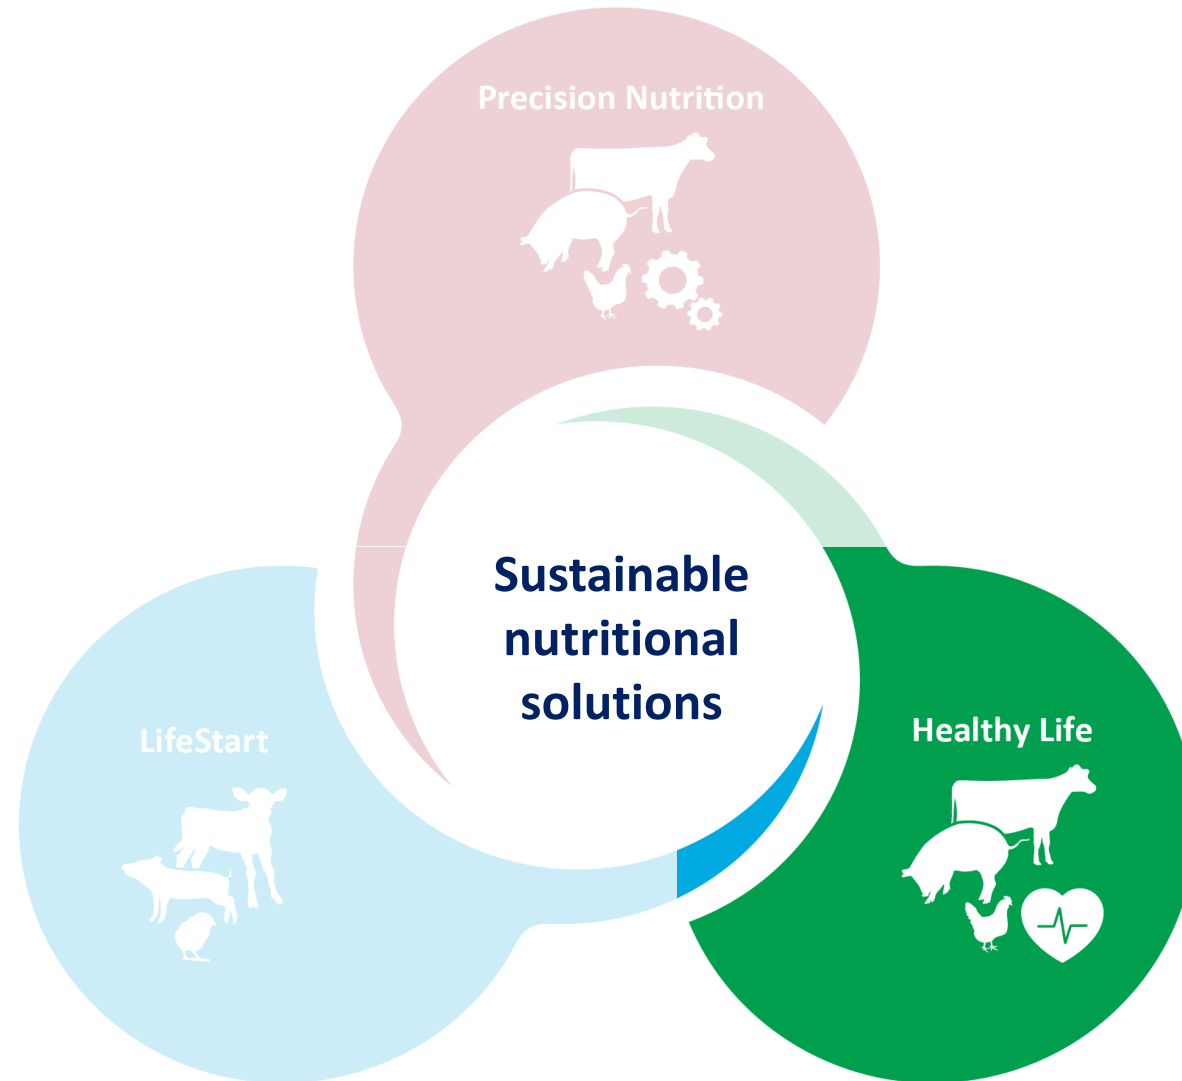 Precision Nutrition
Sustainable
nutritional
solutions
LifeStart
Healthy Life